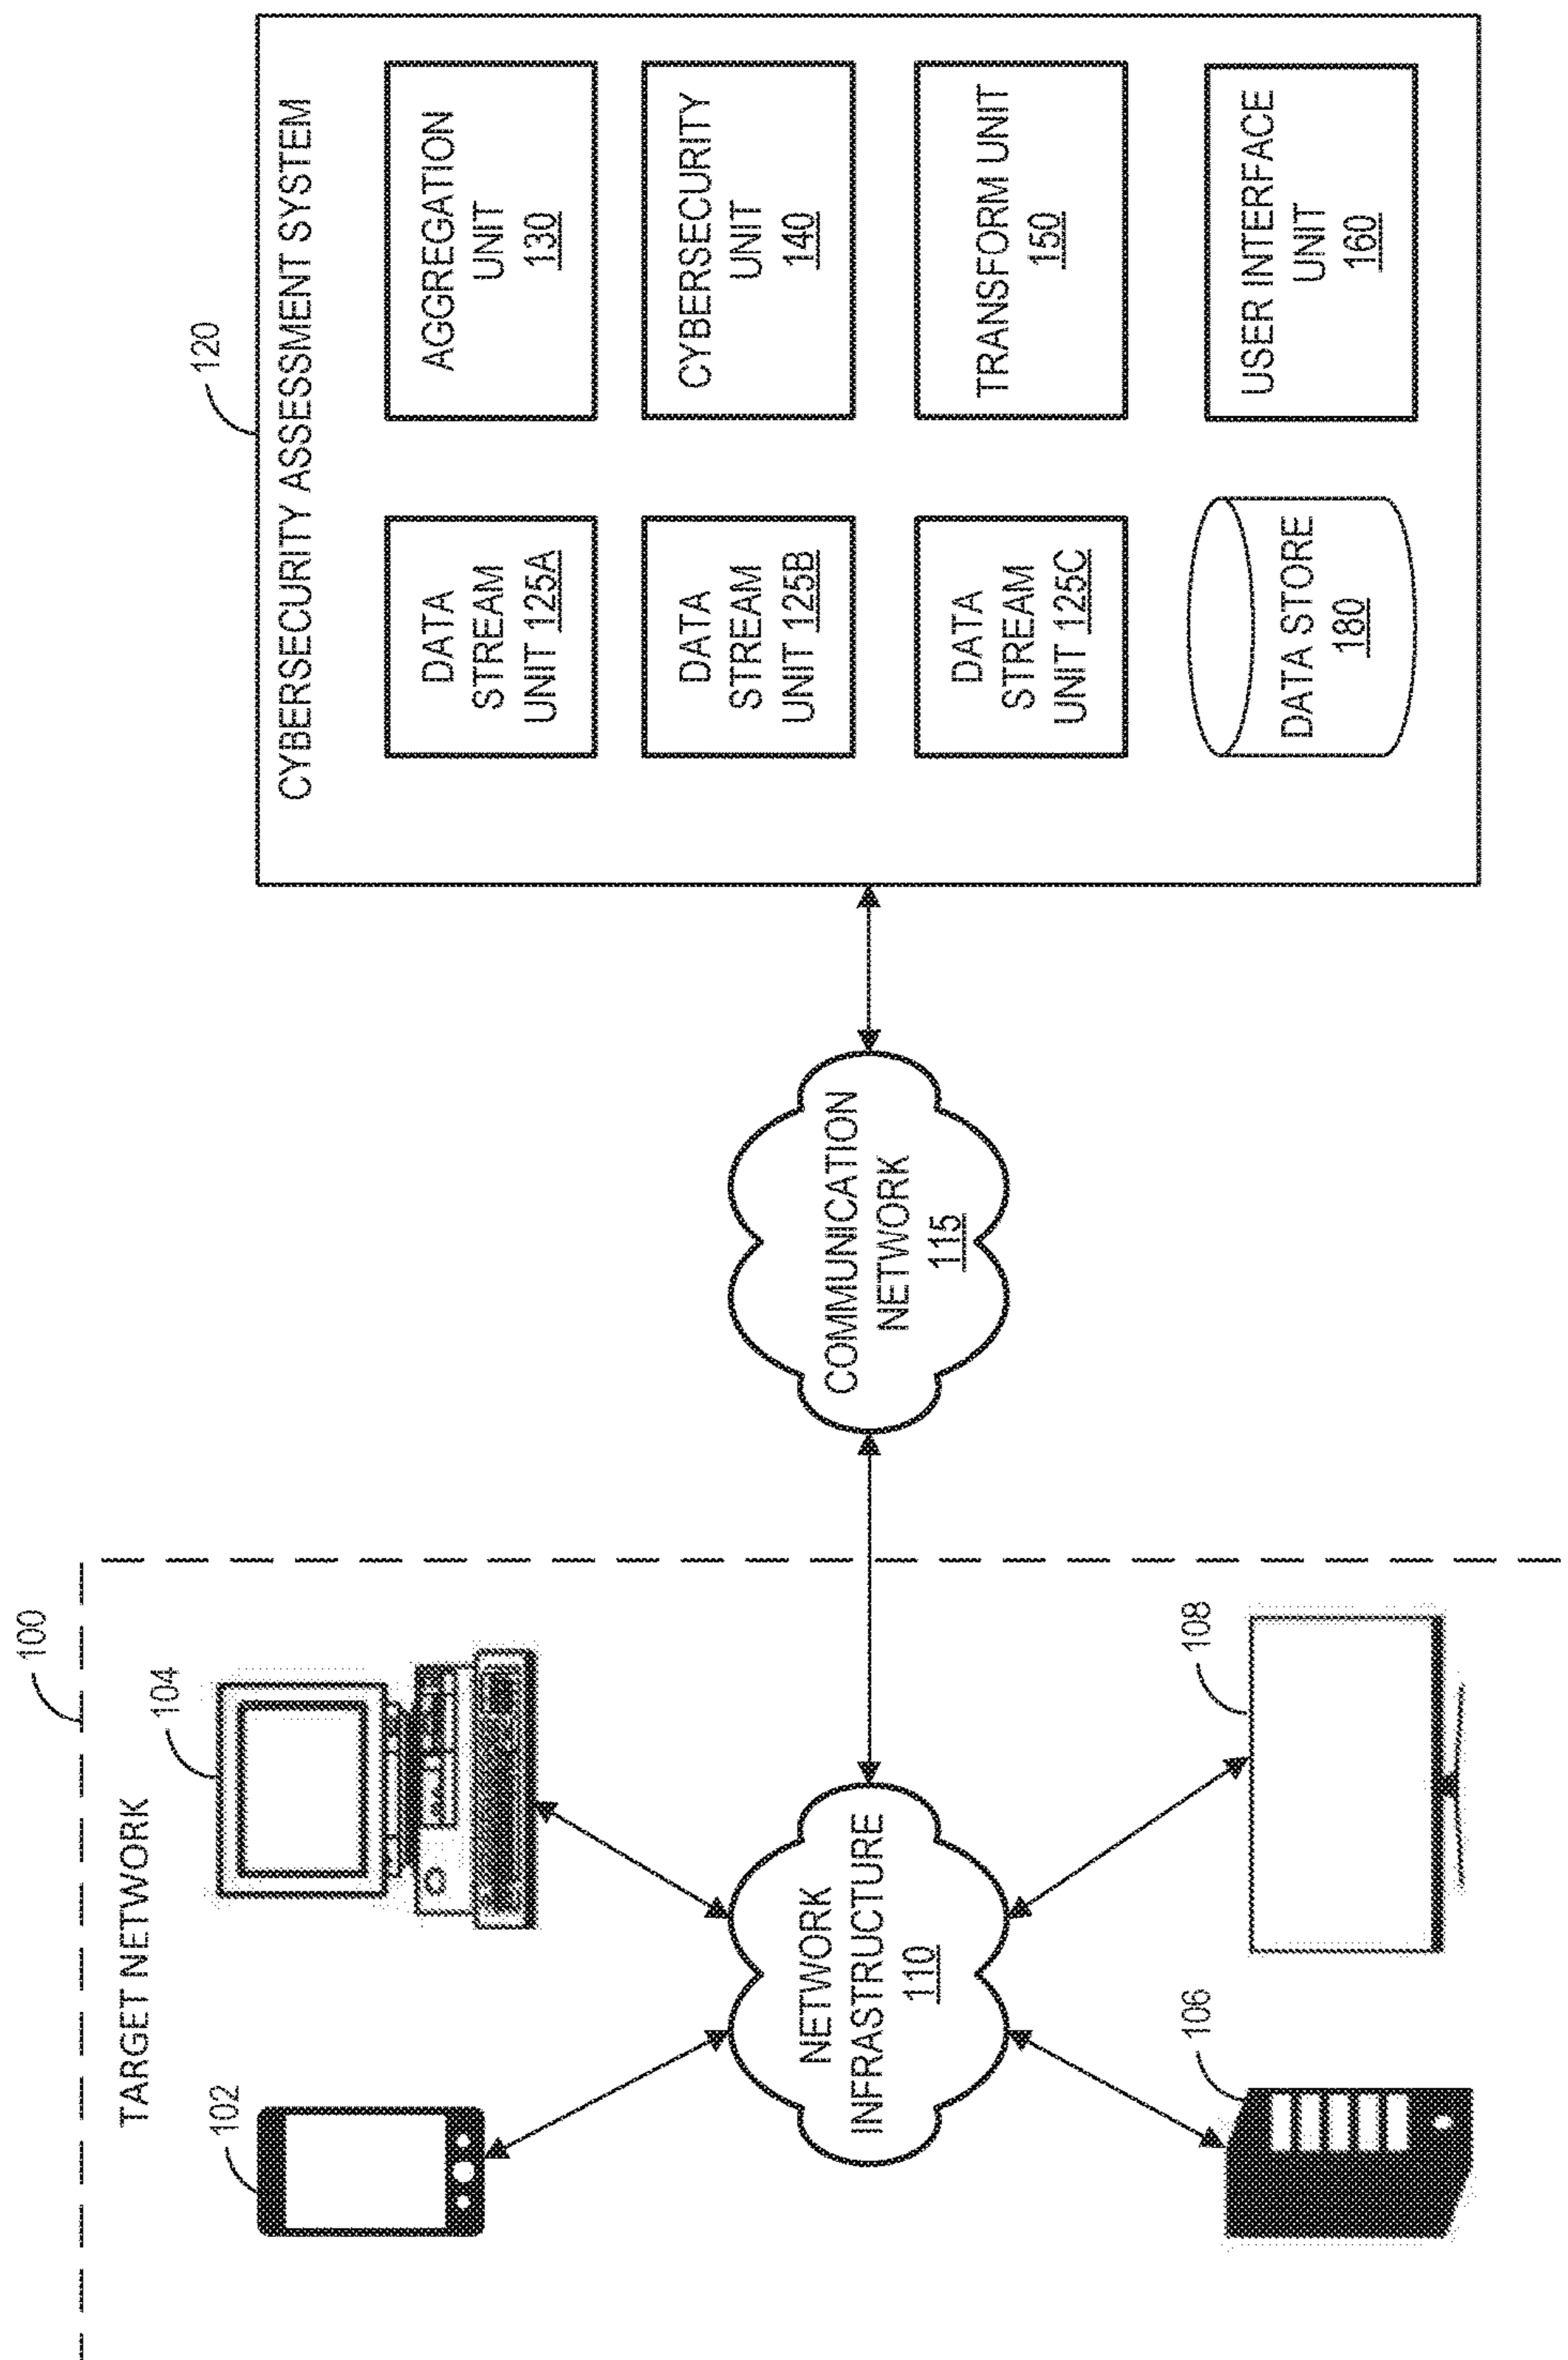 100
TARGET NETWORK
102
104
NETWORK
INFRASTRUCTURE
110
106
108
COMMUNICATION
NETWORK
115
120
CYBERSECURITY ASSESSMENT SYSTEM
DATA
STREAM
UNIT 125A
AGGREGATION
UNIT
130
DATA
STREAM
UNIT 125B
CYBERSECURITY
UNIT
140
DATA
STREAM
UNIT 125C
TRANSFORM UNIT
150
DATA STORE
180
USER INTERFACE
UNIT
160